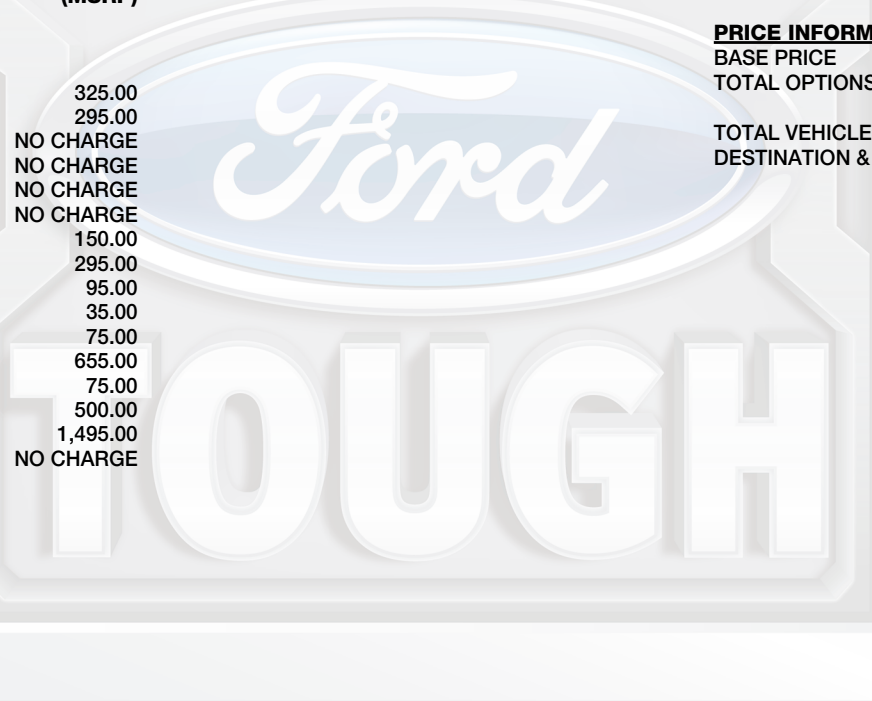 (MSRP)
325.00
295.00
NO CHARGE
NO CHARGE
NO CHARGE
NO CHARGE
150.00
295.00
95.00
35.00
75.00
655.00
75.00
500.00
1,495.00
NO CHARGE
PRICE INFORM
BASE PRICE
TOTAL OPTIONS
TOTAL VEHICLE
DESTINATION &
Ford
TOUGH